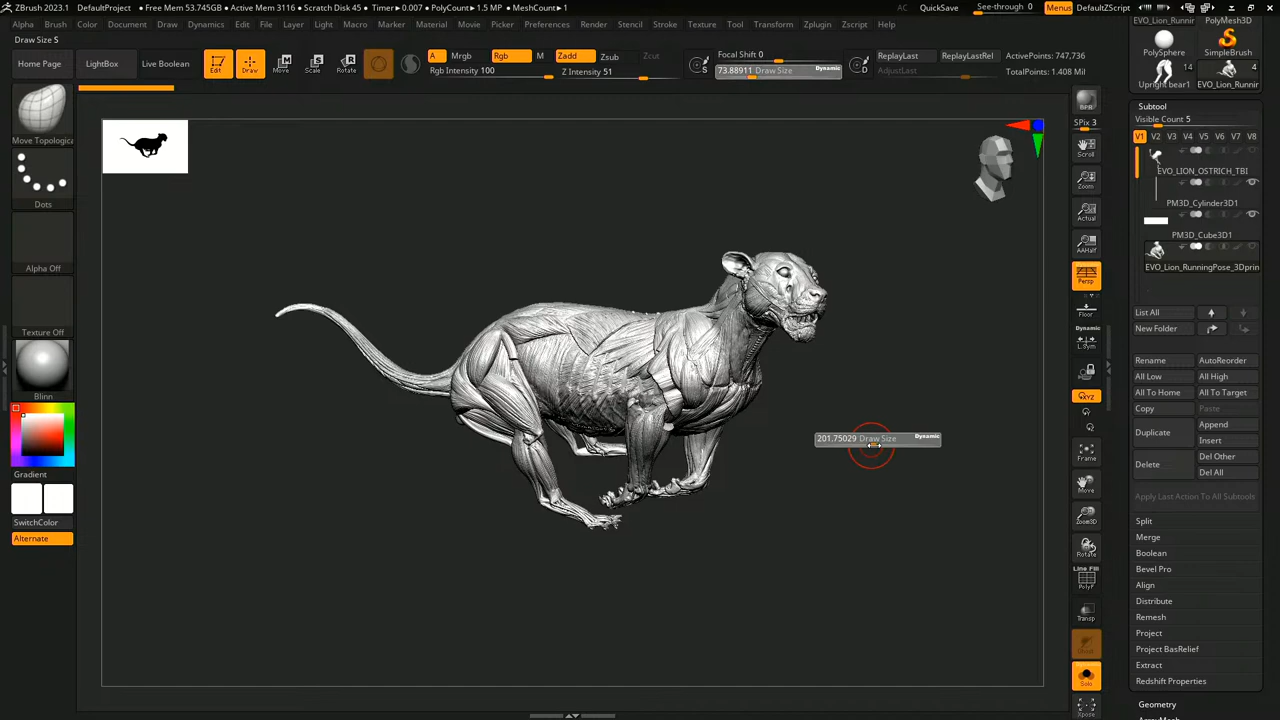 ZBrush 2023.1 DefaultProject • Free Mem 53.745GB • Active Mem 3116 • Scratch Disk 45 • Timer▸0.007 • PolyCount▸1.5 MP • MeshCount▸1
AC QuickSave See-through 0 Menus DefaultZScript
Alpha Brush Color Document Draw Dynamics Edit File Layer Light Macro Marker Material Movie Picker Preferences Render Stencil Stroke Texture Tool Transform Zplugin Zscript Help
Draw Size S
Home Page LightBox Live Boolean
Edit Draw Move Scale Rotate
A Mrgb Rgb M Zadd Zsub Zcut
Rgb Intensity 100 Z Intensity 51
Focal Shift 0
73.88911 Draw Size Dynamic
S D
ReplayLast ReplayLastRel
AdjustLast
ActivePoints: 747,736
TotalPoints: 1.408 Mil
Move Topologica
Dots
Alpha Off
Texture Off
Blinn
Gradient
SwitchColor
Alternate
201.75029 Draw Size Dynamic
BPR
SPix 3
Scroll
Zoom
Actual
AAHalf
Persp
Floor
Dynamic
L.Sym
XYZ
Frame
Move
Zoom3D
Rotate
Line Fill
PolyF
Transp
Ghost
Solo
Xpose
EVO_Lion_Runnir PolyMesh3D
PolySphere SimpleBrush
14 4
Upright bear1 EVO_Lion_Runnir
Subtool
Visible Count 5
V1 V2 V3 V4 V5 V6 V7 V8
EVO_LION_OSTRICH_TBI
PM3D_Cylinder3D1
PM3D_Cube3D1
EVO_Lion_RunningPose_3Dprin
List All
New Folder
Rename AutoReorder
All Low All High
All To Home All To Target
Copy Paste
Duplicate Append
Insert
Delete Del Other
Del All
Apply Last Action To All Subtools
Split
Merge
Boolean
Bevel Pro
Align
Distribute
Remesh
Project
Project BasRelief
Extract
Redshift Properties
Geometry
ArrayMesh